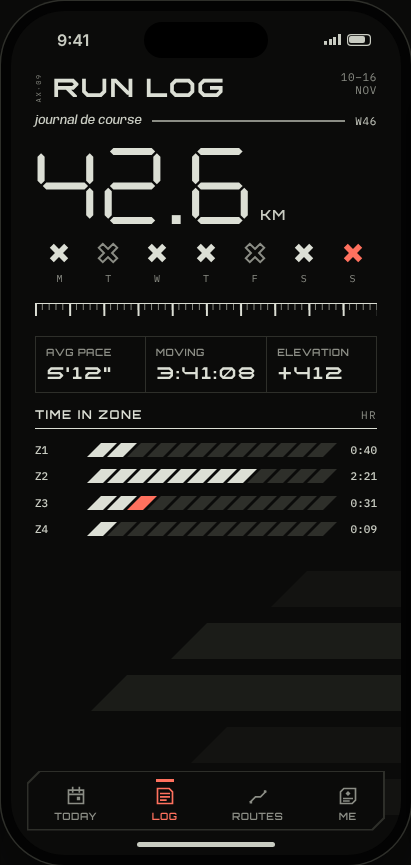 9:41
AX-09
RUN LOG
10-16
NOV
journal de course
W46
42.6 KM
M T W T F S S
AVG PACE MOVING ELEVATION
5'12" 3:41:08 +412
TIME IN ZONE HR
Z1 0:40
Z2 2:21
Z3 0:31
Z4 0:09
TODAY LOG ROUTES ME